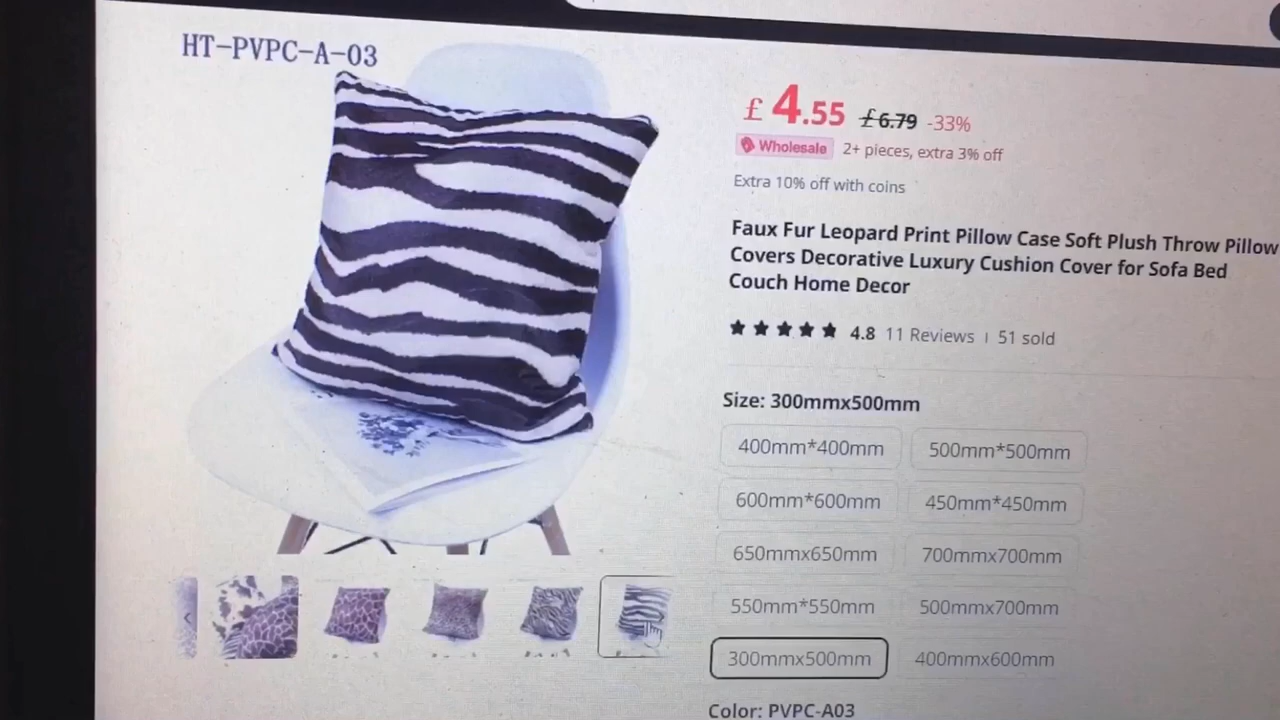 HT-PVPC-A-03
£4.55 £6.79 -33%
Wholesale 2+ pieces, extra 3% off
Extra 10% off with coins
Faux Fur Leopard Print Pillow Case Soft Plush Throw Pillow
Covers Decorative Luxury Cushion Cover for Sofa Bed
Couch Home Decor
4.8 11 Reviews | 51 sold
Size: 300mmx500mm
400mm*400mm 500mm*500mm
600mm*600mm 450mm*450mm
650mmx650mm 700mmx700mm
550mm*550mm 500mmx700mm
300mmx500mm 400mmx600mm
Color: PVPC-A03